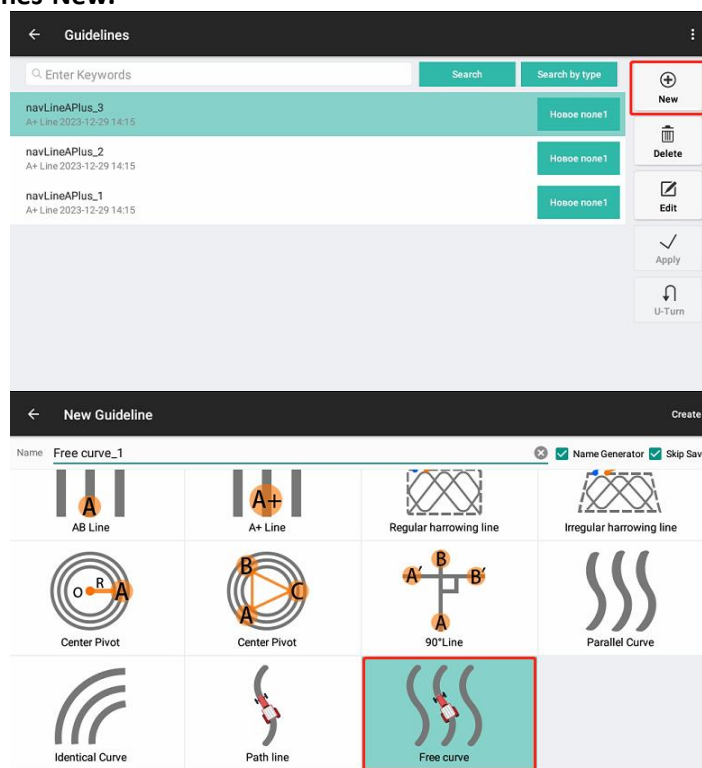 Guidelines
Enter Keywords
Search
Search by type
New
navLineAPlus_3
A+ Line 2023-12-29 14:15
Новое поле1
Delete
navLineAPlus_2
A+ Line 2023-12-29 14:15
Новое поле1
Edit
navLineAPlus_1
A+ Line 2023-12-29 14:15
Новое поле1
Apply
U-Turn
New Guideline
Create
Name Free curve_1
Name Generator
Skip Sav
A
AB Line
A+
A+ Line
Regular harrowing line
Irregular harrowing line
O R A
Center Pivot
B
A C
Center Pivot
B
A′ B′
A
90°Line
Parallel Curve
Identical Curve
Path line
Free curve